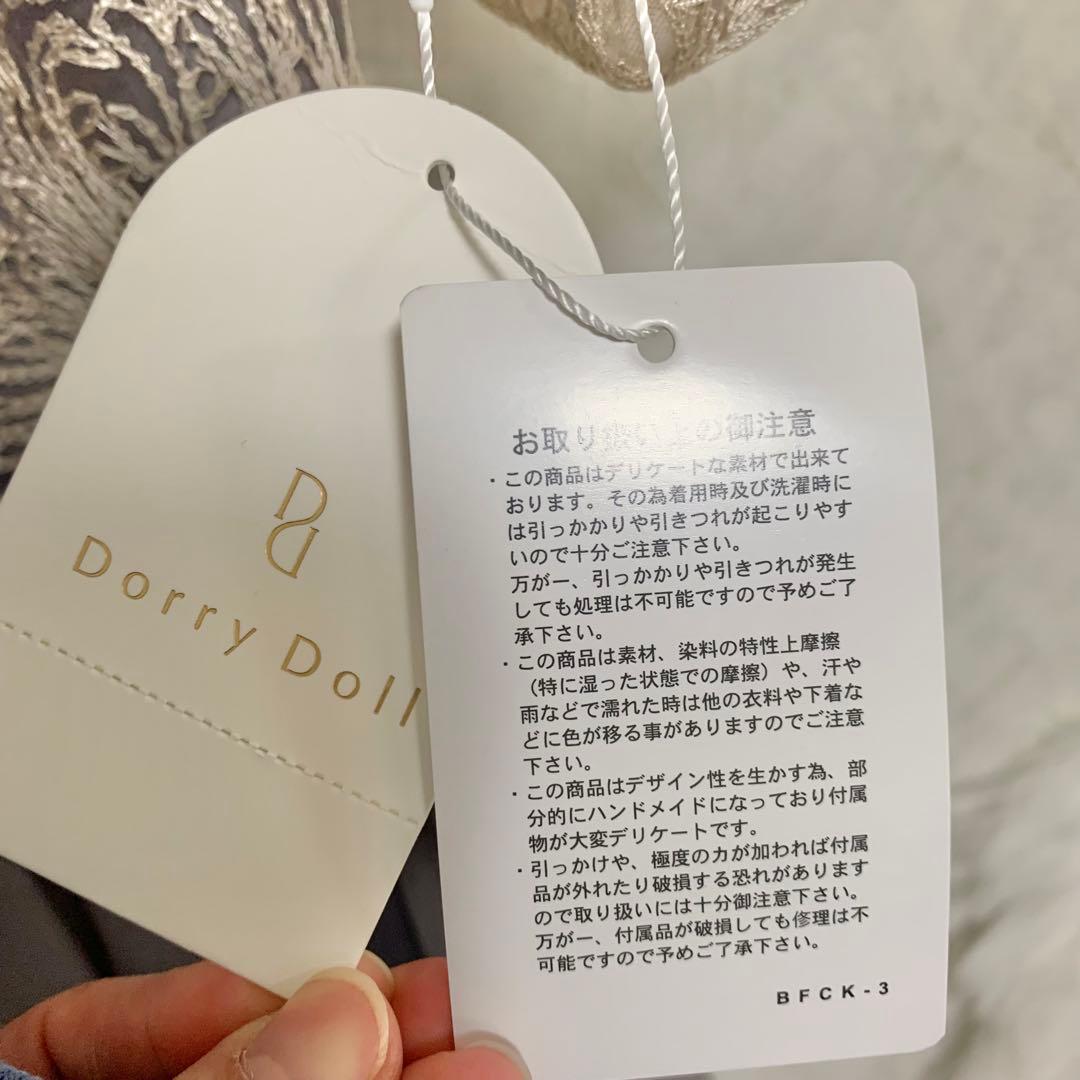 DD
Dorry Doll
お取り扱い上の御注意
・この商品はデリケートな素材で出来て
おります。その為着用時及び洗濯時に
は引っかかりや引きつれが起こりやす
いので十分ご注意下さい。
万が一、引っかかりや引きつれが発生
しても処理は不可能ですので予めご了
承下さい。
・この商品は素材、染料の特性上摩擦
（特に湿った状態での摩擦）や、汗や
雨などで濡れた時は他の衣料や下着な
どに色が移る事がありますのでご注意
下さい。
・この商品はデザイン性を生かす為、部
分的にハンドメイドになっており付属
物が大変デリケートです。
・引っかけや、極度の力が加われば付属
品が外れたり破損する恐れがあります
ので取り扱いには十分御注意下さい。
万が一、付属品が破損しても修理は不
可能ですので予めご了承下さい。
BFCK-3